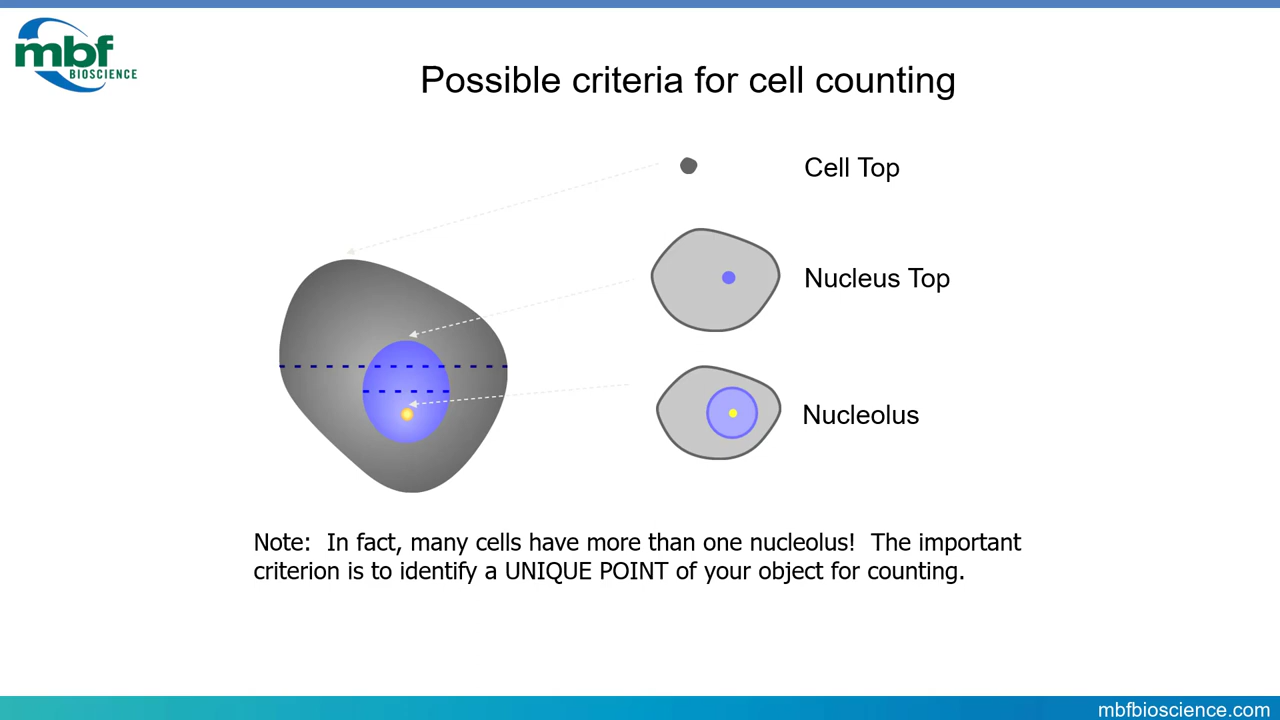 mbf
BIOSCIENCE
Possible criteria for cell counting
Cell Top
Nucleus Top
Nucleolus
Note:  In fact, many cells have more than one nucleolus!  The important
criterion is to identify a UNIQUE POINT of your object for counting.
mbfbioscience.com